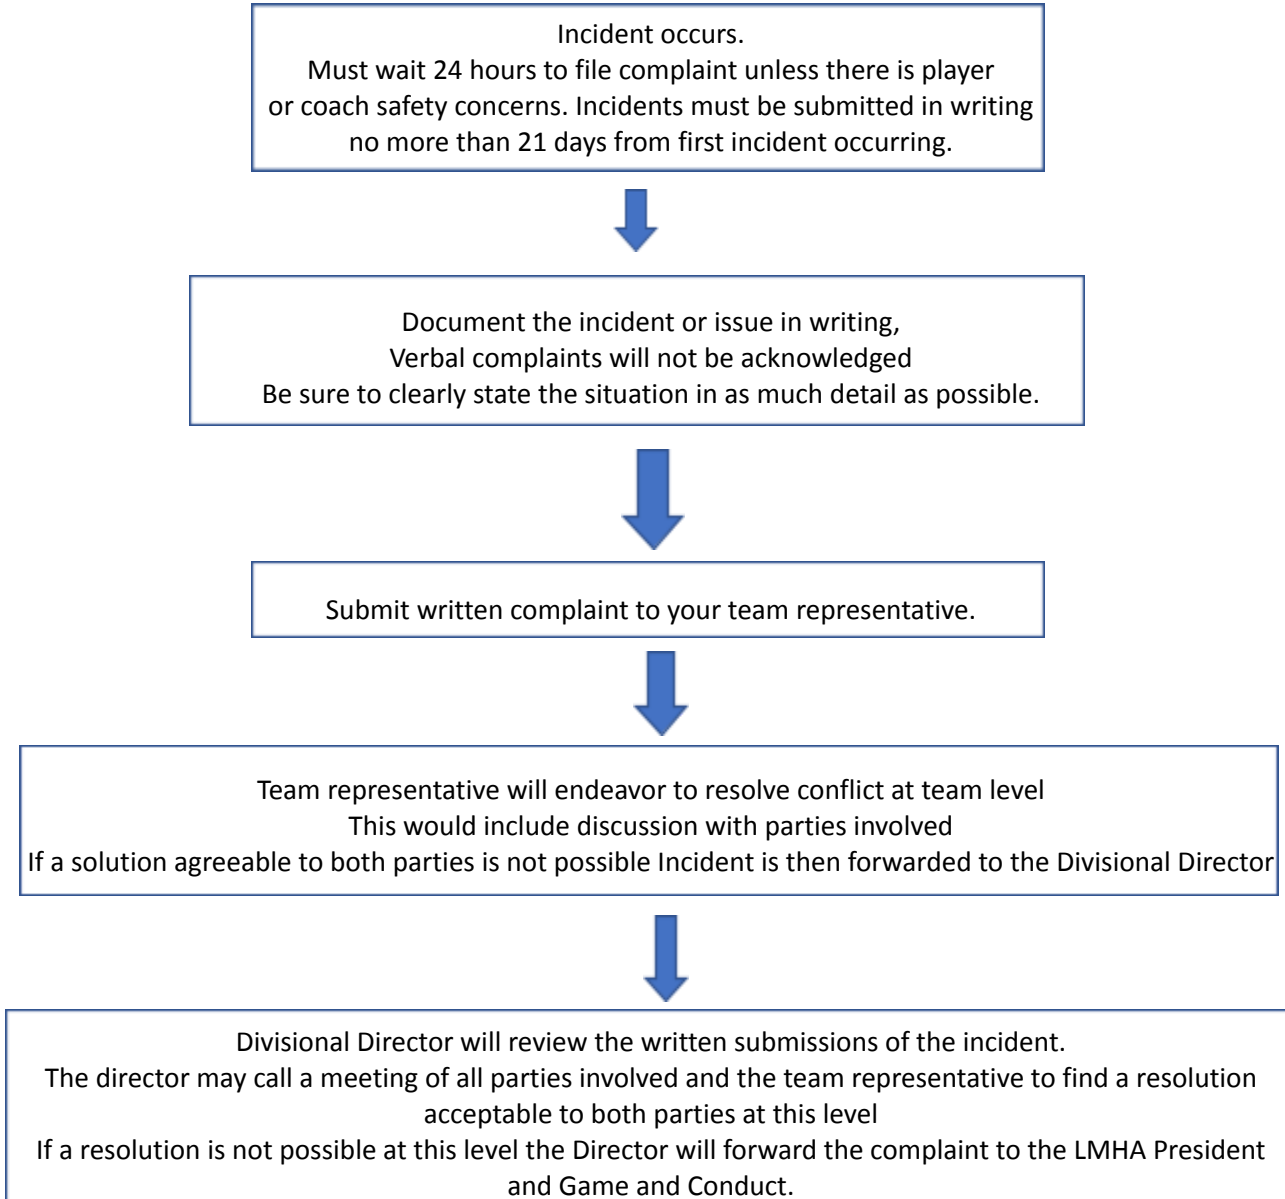 Incident occurs.
Must wait 24 hours to file complaint unless there is player
or coach safety concerns. Incidents must be submitted in writing
no more than 21 days from first incident occurring.
Document the incident or issue in writing,
Verbal complaints will not be acknowledged
Be sure to clearly state the situation in as much detail as possible.
Submit written complaint to your team representative.
Team representative will endeavor to resolve conflict at team level
This would include discussion with parties involved
If a solution agreeable to both parties is not possible Incident is then forwarded to the Divisional Director
Divisional Director will review the written submissions of the incident.
The director may call a meeting of all parties involved and the team representative to find a resolution
acceptable to both parties at this level
If a resolution is not possible at this level the Director will forward the complaint to the LMHA President
and Game and Conduct.